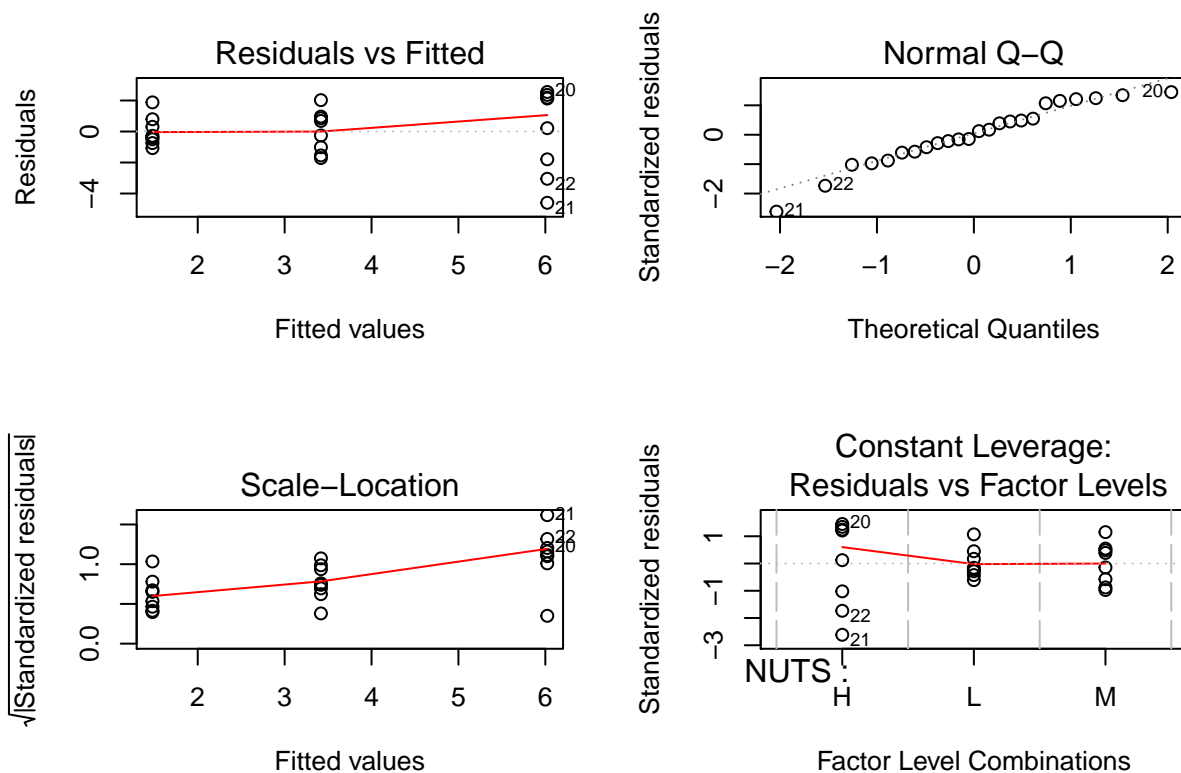 Residuals vs Fitted
Residuals
0
−4
20
22
21
2 3 4 5 6
Fitted values
Normal Q−Q
Standardized residuals
0
−2
20
22
21
−2 −1 0 1 2
Theoretical Quantiles
Scale−Location
√|Standardized residuals|
1.0
0.0
21
22
20
2 3 4 5 6
Fitted values
Constant Leverage:
Residuals vs Factor Levels
Standardized residuals
1
−1
−3
20
22
21
NUTS :
H L M
Factor Level Combinations